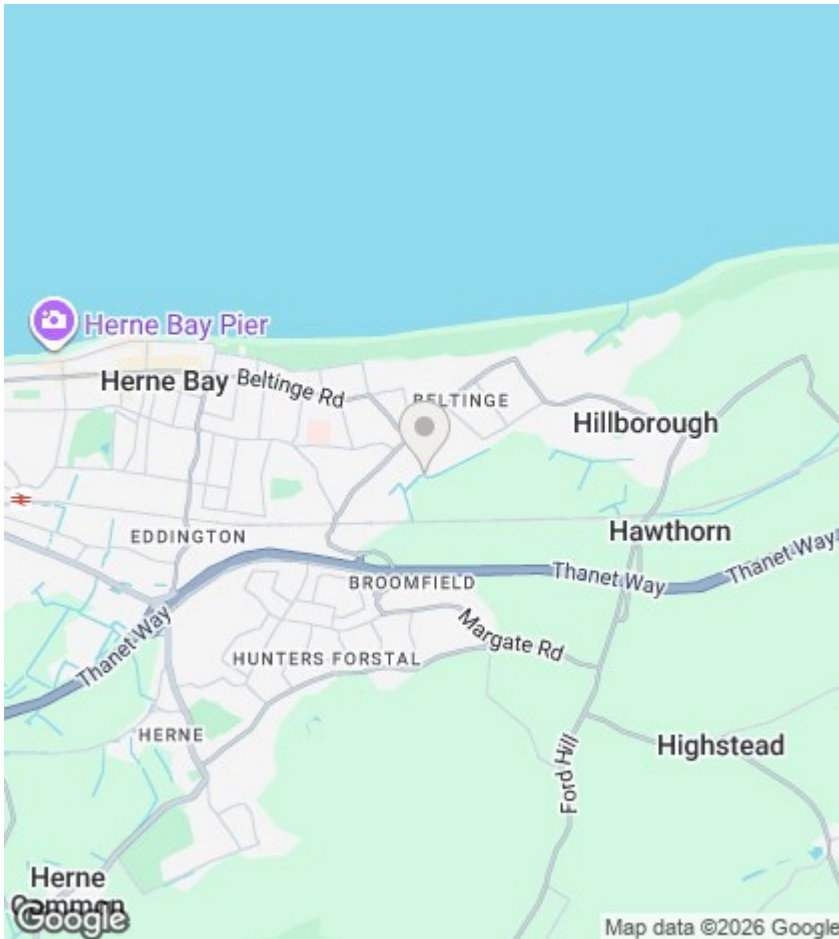 Herne Bay Pier
Herne Bay
Beltinge Rd
BELTINGE
Hillborough
EDDINGTON
Hawthorn
BROOMFIELD
Thanet Way
Thanet Way
Thanet Way
Margate Rd
HUNTERS FORSTAL
HERNE
Ford Hill
Highstead
Herne
Common
Google
Map data ©2026 Google